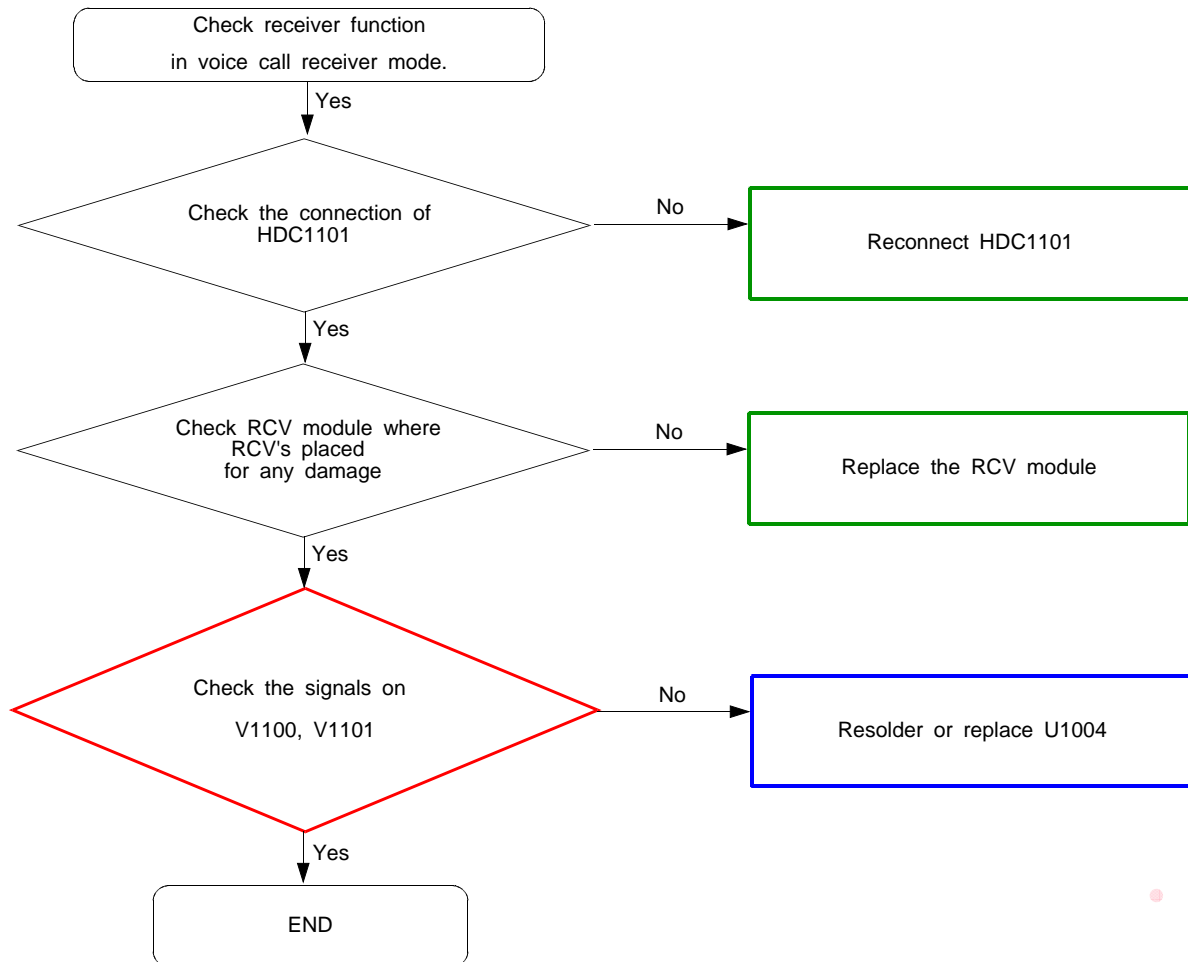 Check receiver function
in voice call receiver mode.
Yes
Check the connection of
HDC1101
No
Reconnect HDC1101
Yes
Check RCV module where
RCV's placed
for any damage
No
Replace the RCV module
Yes
Check the signals on
V1100, V1101
No
Resolder or replace U1004
Yes
END